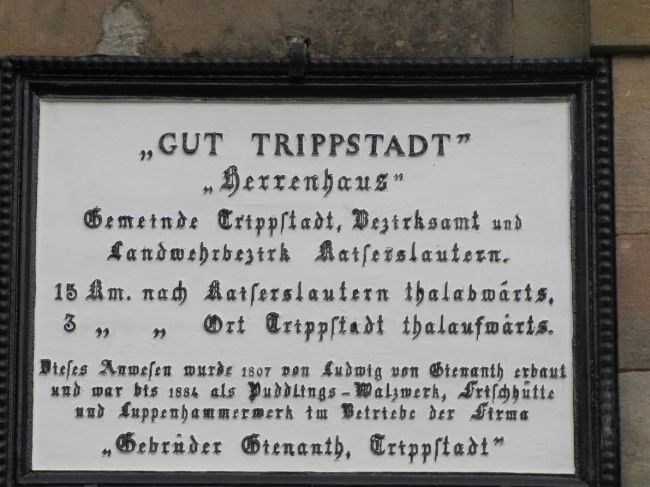 „GUT TRIPPSTADT”
„Herrenhaus”
Gemeinde Trippſtadt, Bezirksamt und
Landwehrbezirk Kaiſerslautern.
15 Km. nach Kaiſerslautern thalabwärts,
3 „ „ Ort Trippſtadt thalaufwärts.
Dieſes Anweſen wurde 1807 von Ludwig von Gienanth erbaut
und war bis 1884 als Puddlings-Walzwerk, Friſchhütte
und Luppenhammerwerk im Betriebe der Firma
„Gebrüder Gienanth, Trippſtadt”